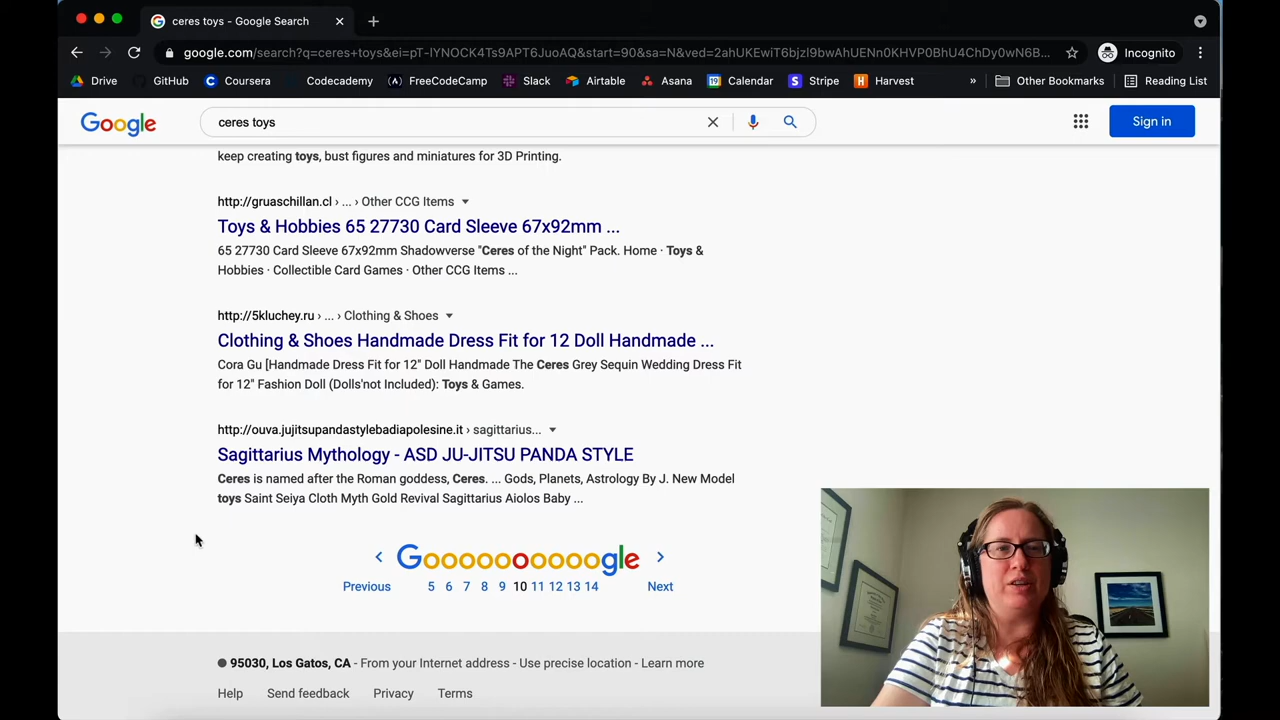 ceres toys - Google Search
google.com/search?q=ceres+toys&ei=pT-IYNOCK4Ts9APT6JuoAQ&start=90&sa=N&ved=2ahUKEwiT6bjzl9bwAhUENn0KHVP0BhU4ChDy0wN6B...
Incognito
Drive GitHub Coursera Codecademy FreeCodeCamp Slack Airtable Asana Calendar Stripe Harvest » Other Bookmarks Reading List
Google
ceres toys
Sign in
keep creating toys, bust figures and miniatures for 3D Printing.
http://gruaschillan.cl › ... › Other CCG Items
Toys & Hobbies 65 27730 Card Sleeve 67x92mm ...
65 27730 Card Sleeve 67x92mm Shadowverse "Ceres of the Night" Pack. Home · Toys &
Hobbies · Collectible Card Games · Other CCG Items ...
http://5kluchey.ru › ... › Clothing & Shoes
Clothing & Shoes Handmade Dress Fit for 12 Doll Handmade ...
Cora Gu [Handmade Dress Fit for 12" Doll Handmade The Ceres Grey Sequin Wedding Dress Fit
for 12" Fashion Doll (Dolls'not Included): Toys & Games.
http://ouva.jujitsupandastylebadiapolesine.it › sagittarius...
Sagittarius Mythology - ASD JU-JITSU PANDA STYLE
Ceres is named after the Roman goddess, Ceres. ... Gods, Planets, Astrology By J. New Model
toys Saint Seiya Cloth Myth Gold Revival Sagittarius Aiolos Baby ...
‹ Goooooooooogle ›
Previous 5 6 7 8 9 10 11 12 13 14 Next
95030, Los Gatos, CA - From your Internet address - Use precise location - Learn more
Help Send feedback Privacy Terms